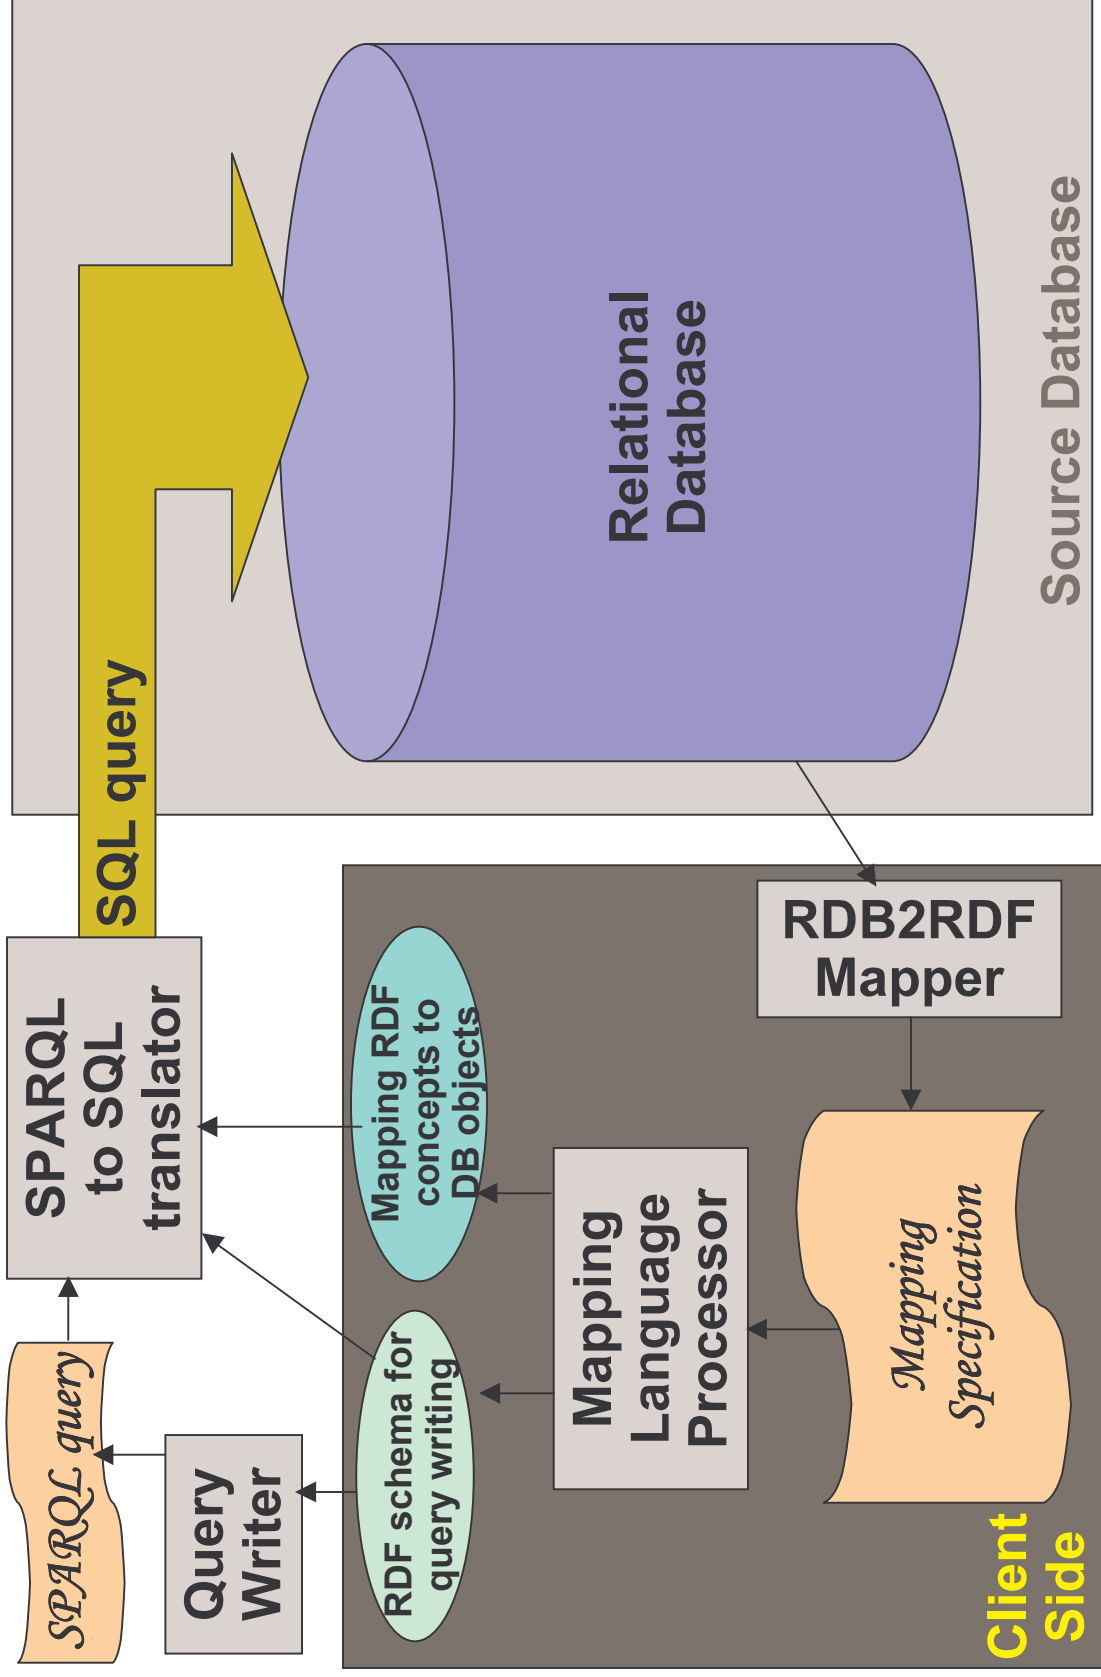 SPARQL query
Query
Writer
SPARQL
to SQL
translator
SQL query
RDF schema for
query writing
Mapping RDF
concepts to
DB objects
Mapping
Language
Processor
Mapping
Specification
RDB2RDF
Mapper
Client
Side
Relational
Database
Source Database